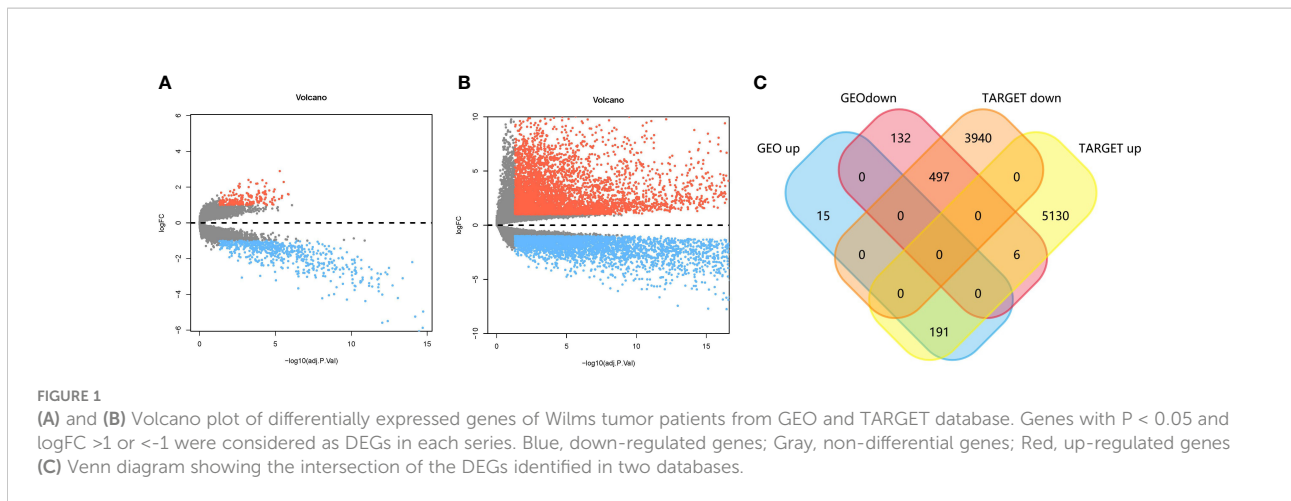 A
Volcano
6
4
2
0
-2
-4
-6
logFC
0
5
10
15
-log10(adj.P.Val)
B
Volcano
10
5
0
-5
-10
logFC
0
5
10
15
-log10(adj.P.Val)
C
GEOdown
TARGET down
GEO up
TARGET up
132
3940
0
497
0
15
0
0
5130
0
0
6
0
0
191
FIGURE 1
(A) and (B) Volcano plot of differentially expressed genes of Wilms tumor patients from GEO and TARGET database. Genes with P < 0.05 and
logFC >1 or <-1 were considered as DEGs in each series. Blue, down-regulated genes; Gray, non-differential genes; Red, up-regulated genes
(C) Venn diagram showing the intersection of the DEGs identified in two databases.